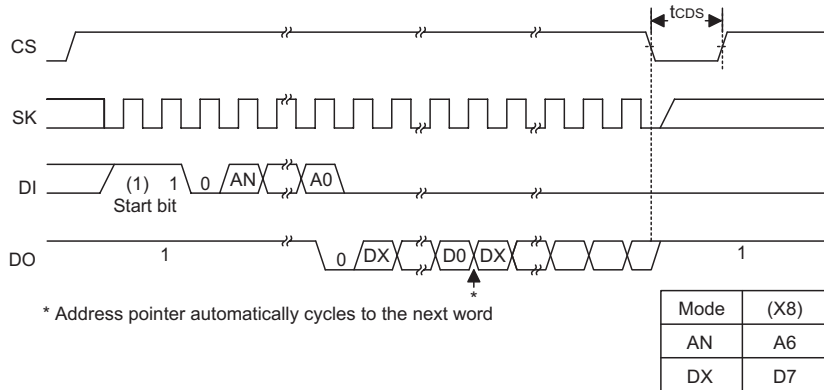 tCDS
CS
SK
DI (1) 1 0 AN A0
Start bit
DO 1 0 DX D0 DX 1
*
* Address pointer automatically cycles to the next word
Mode (X8)
AN A6
DX D7